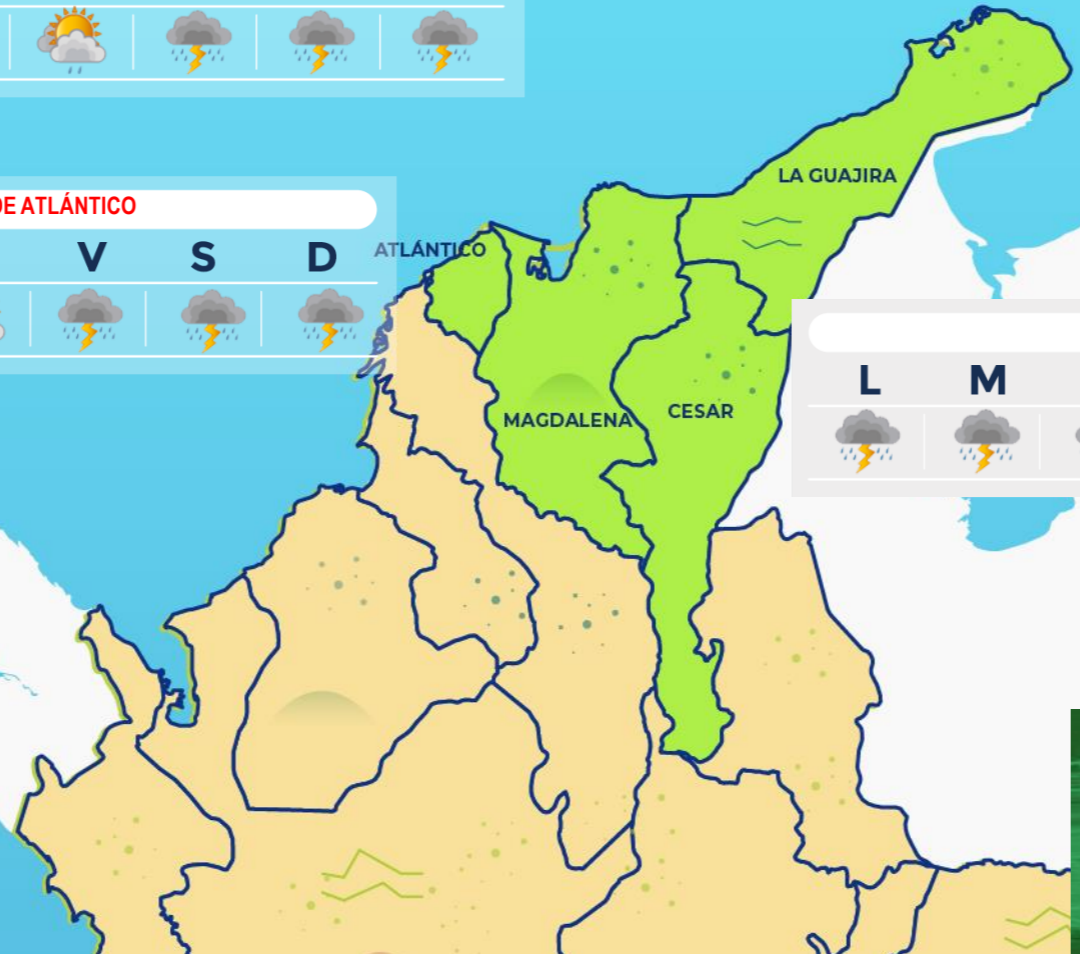 LA GUAJIRA
DE ATLÁNTICO
V S D
ATLÁNTICO
L M
MAGDALENA
CESAR